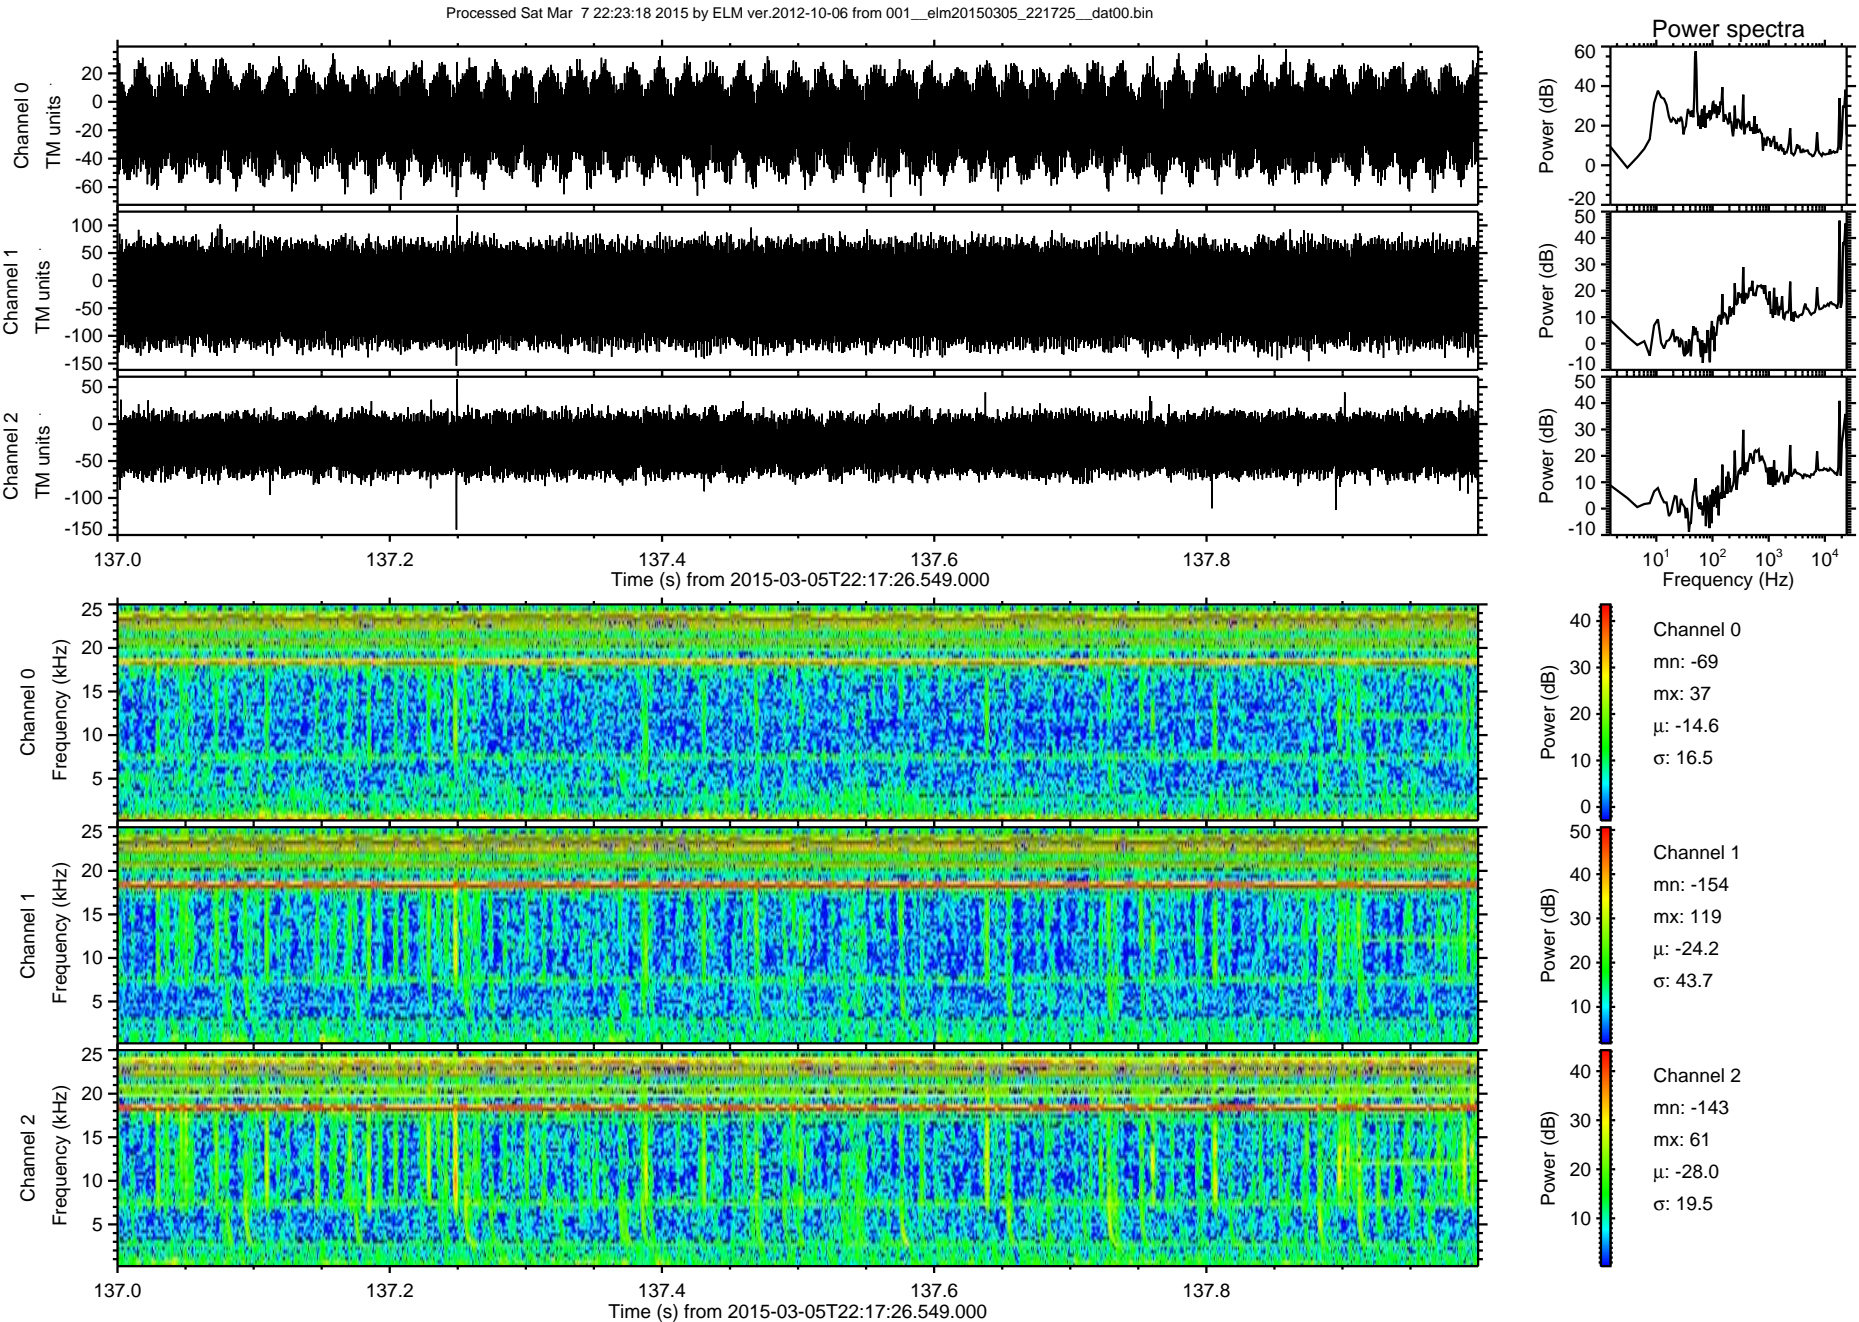 Processed Sat Mar  7 22:23:18 2015 by ELM ver.2012-10-06 from 001__elm20150305_221725__dat00.bin
Power spectra
Channel 0
TM units
20
0
-20
-40
-60
Power (dB)
60
40
20
0
-20
Channel 1
TM units
100
50
0
-50
-100
-150
Power (dB)
50
40
30
20
10
0
-10
Channel 2
TM units
50
0
-50
-100
-150
Power (dB)
50
40
30
20
10
0
-10
137.0 137.2 137.4 137.6 137.8
Time (s) from 2015-03-05T22:17:26.549.000
10¹ 10² 10³ 10⁴
Frequency (Hz)
Channel 0
Frequency (kHz)
25
20
15
10
5
Power (dB)
40
30
20
10
0
Channel 0
mn: -69
mx: 37
μ: -14.6
σ: 16.5
Channel 1
Frequency (kHz)
25
20
15
10
5
Power (dB)
50
40
30
20
10
Channel 1
mn: -154
mx: 119
μ: -24.2
σ: 43.7
Channel 2
Frequency (kHz)
25
20
15
10
5
Power (dB)
40
30
20
10
Channel 2
mn: -143
mx: 61
μ: -28.0
σ: 19.5
137.0 137.2 137.4 137.6 137.8
Time (s) from 2015-03-05T22:17:26.549.000